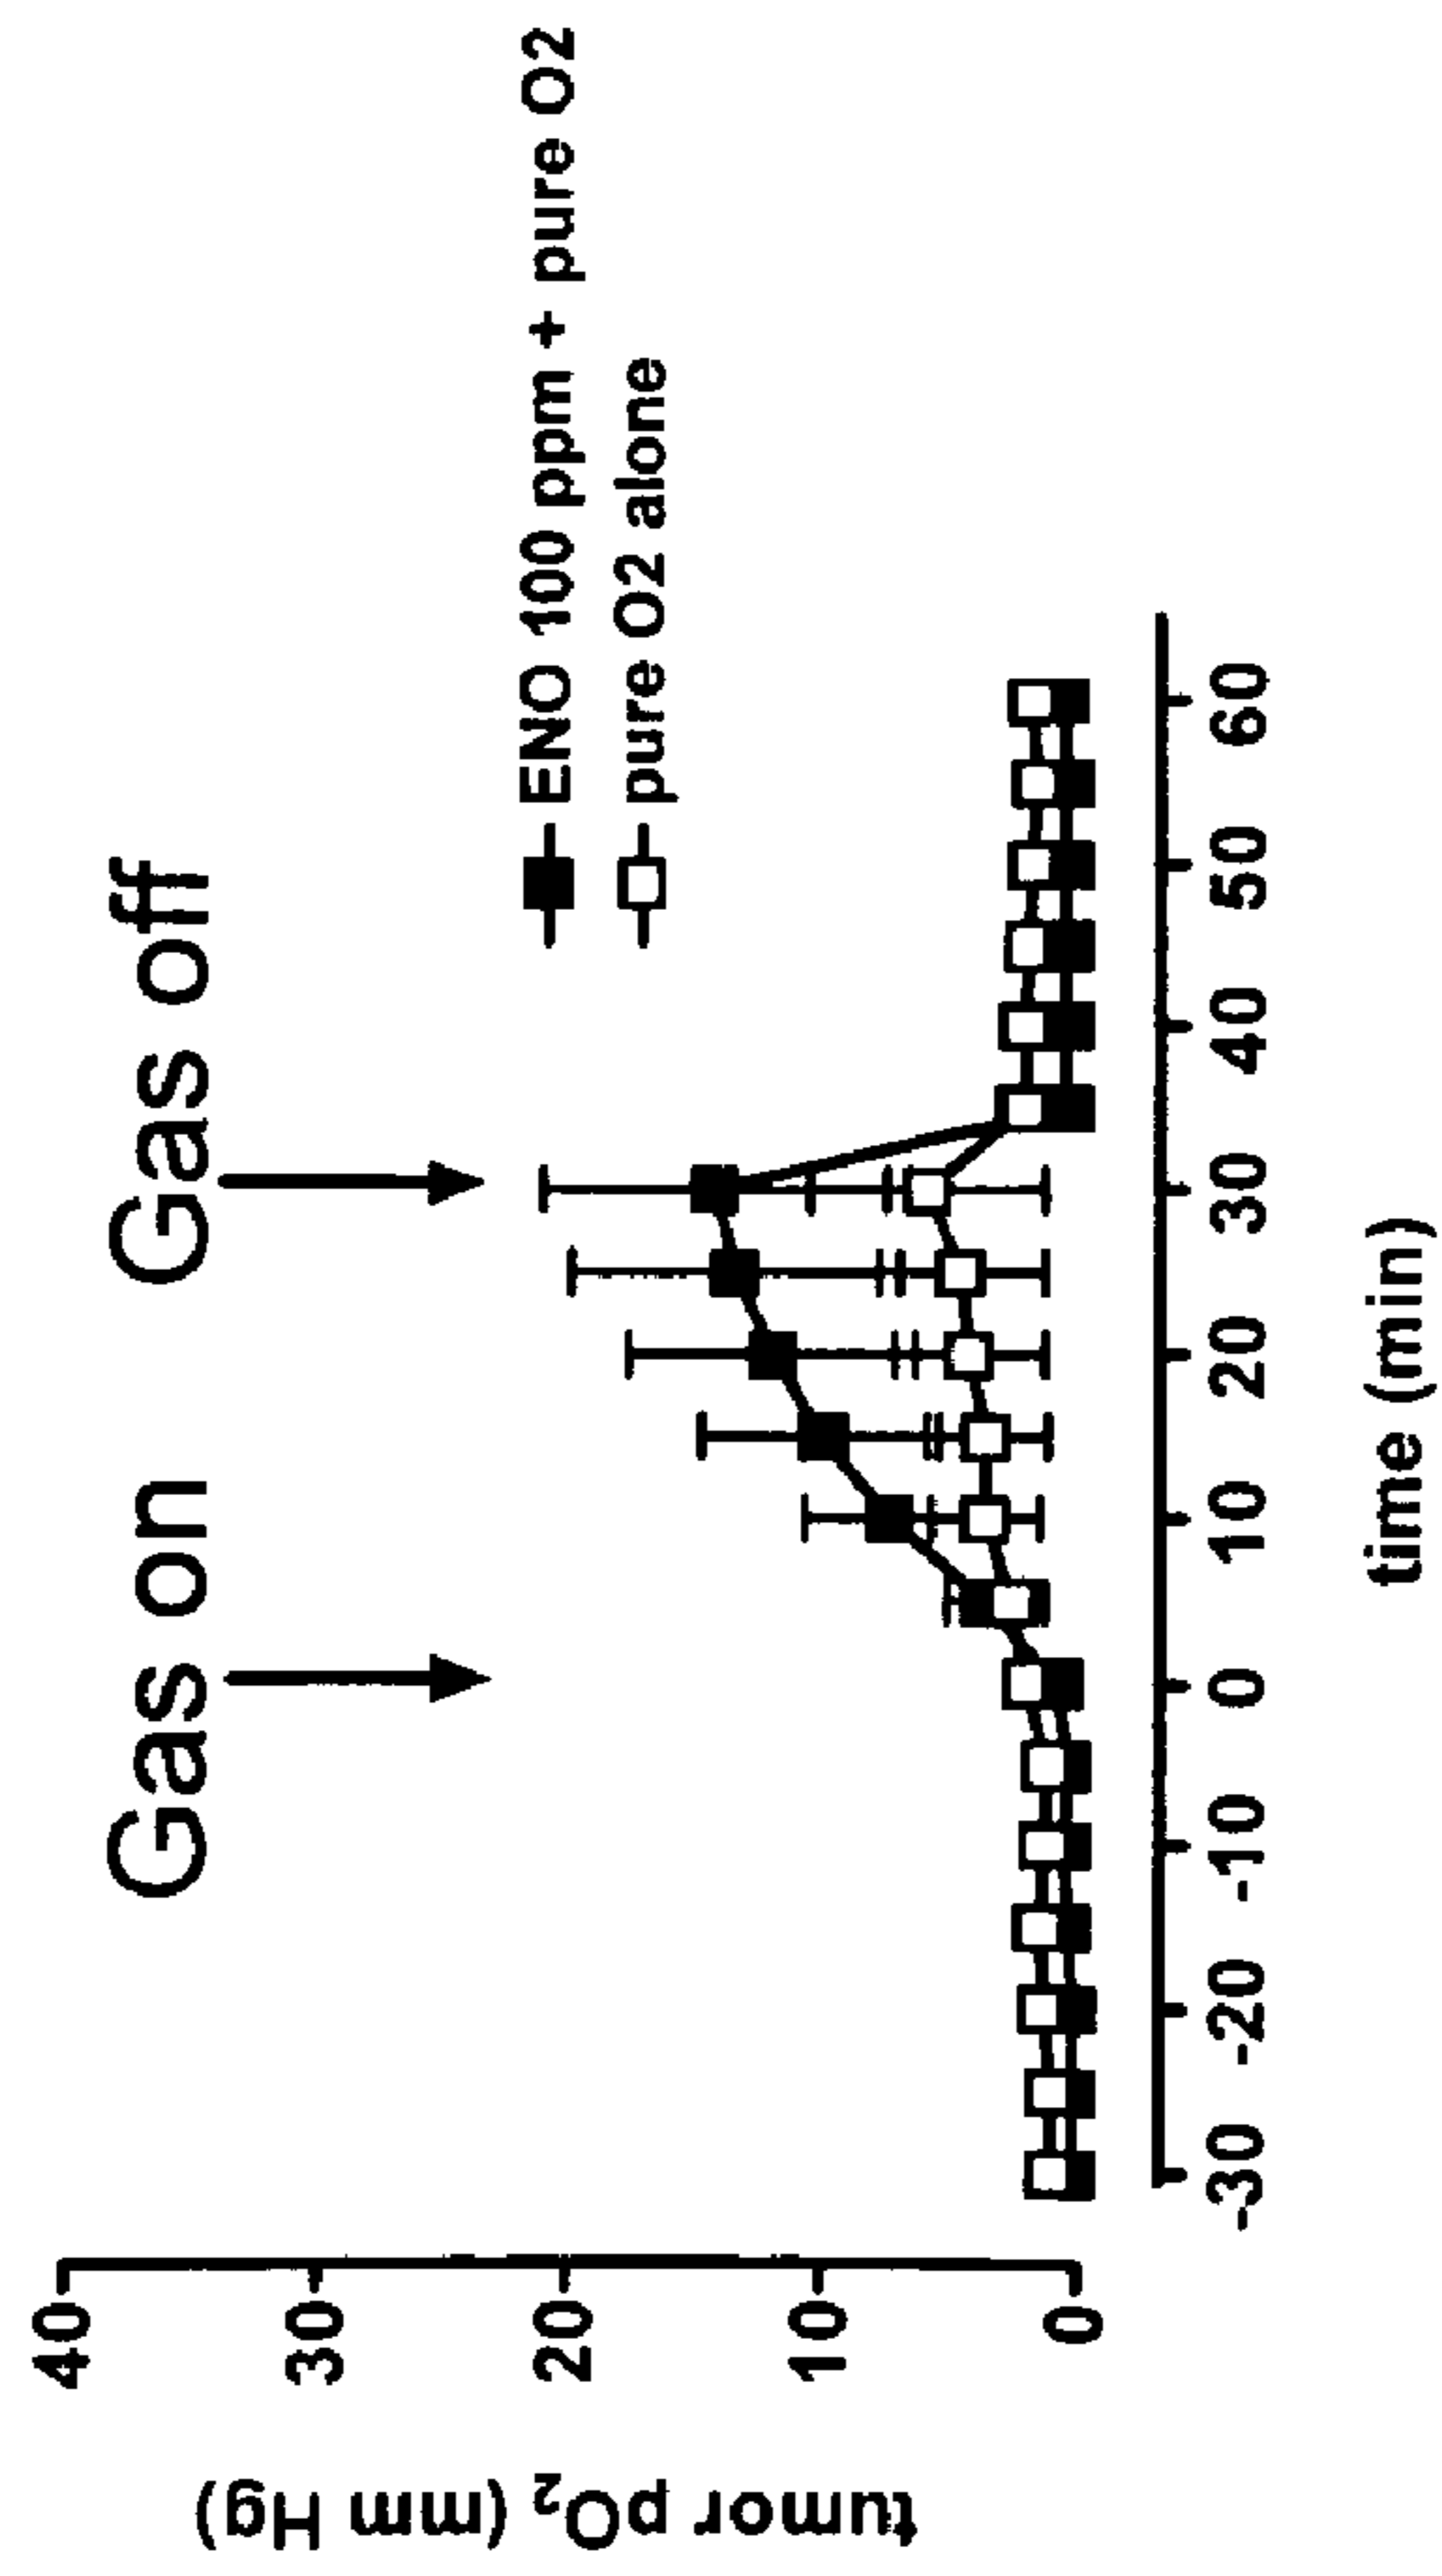 Gas on
Gas off
ENO 100 ppm + pure O2
pure O2 alone
tumor pO₂ (mm Hg)
40
30
20
10
0
-30 -20 -10 0 10 20 30 40 50 60
time (min)